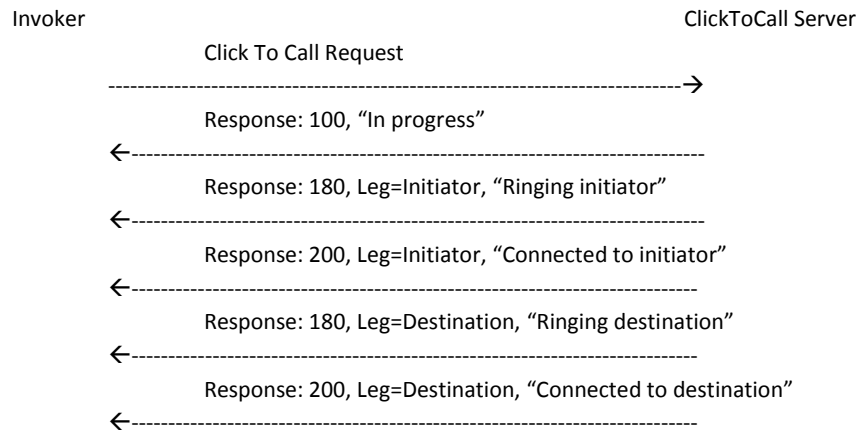 Invoker ClickToCall Server
Click To Call Request
------------------------------------------------------------------------------→
Response: 100, “In progress”
←------------------------------------------------------------------------------
Response: 180, Leg=Initiator, “Ringing initiator”
←------------------------------------------------------------------------------
Response: 200, Leg=Initiator, “Connected to initiator”
←-----------------------------------------------------------------------------
Response: 180, Leg=Destination, “Ringing destination”
←-----------------------------------------------------------------------------
Response: 200, Leg=Destination, “Connected to destination”
←-----------------------------------------------------------------------------